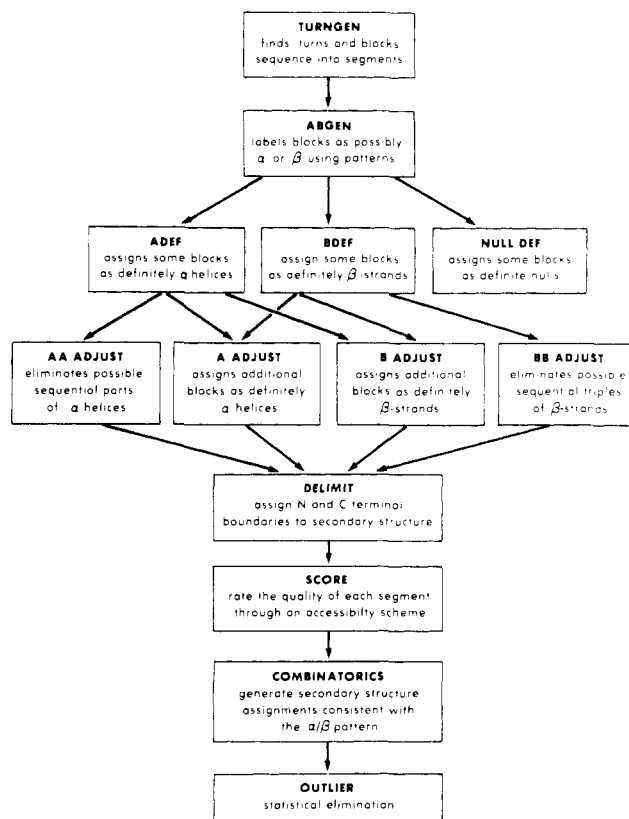 TURNGEN
finds turns and blocks
sequence into segments
ABGEN
labels blocks as possibly
α or β using patterns
ADEF
assigns some blocks
as definitely α helices
BDEF
assign some blocks
as definitely β-strands
NULL DEF
assigns some blocks
as definite nulls
AA ADJUST
eliminates possible
sequential parts
of α helices
A ADJUST
assigns additional
blocks as definitely
α helices
B ADJUST
assigns additional
blocks as definitely
β-strands
BB ADJUST
eliminates possible
sequential triples
of β-strands
DELIMIT
assign N and C terminal
boundaries to secondary structure
SCORE
rate the quality of each segment
through an accessibilty scheme
COMBINATORICS
generate secondary structure
assignments consistent with
the α/β pattern
OUTLIER
statistical elimination